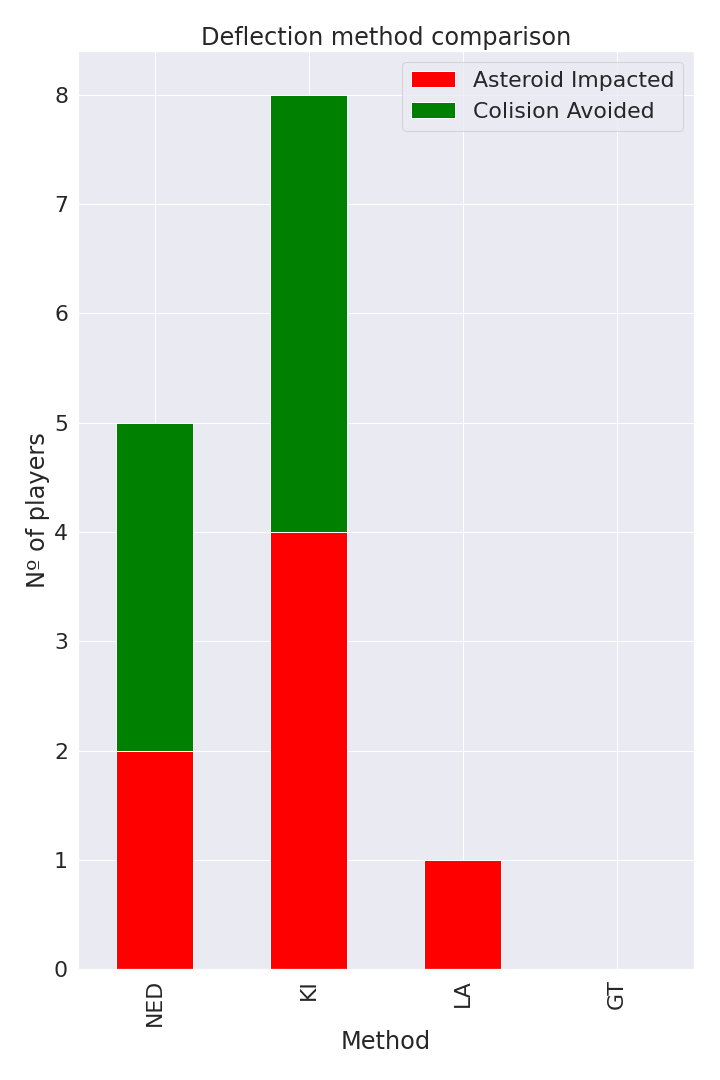 Deflection method comparison
Asteroid Impacted
Colision Avoided
8
7
6
5
4
3
2
1
0
Nº of players
NED
KI
LA
GT
Method